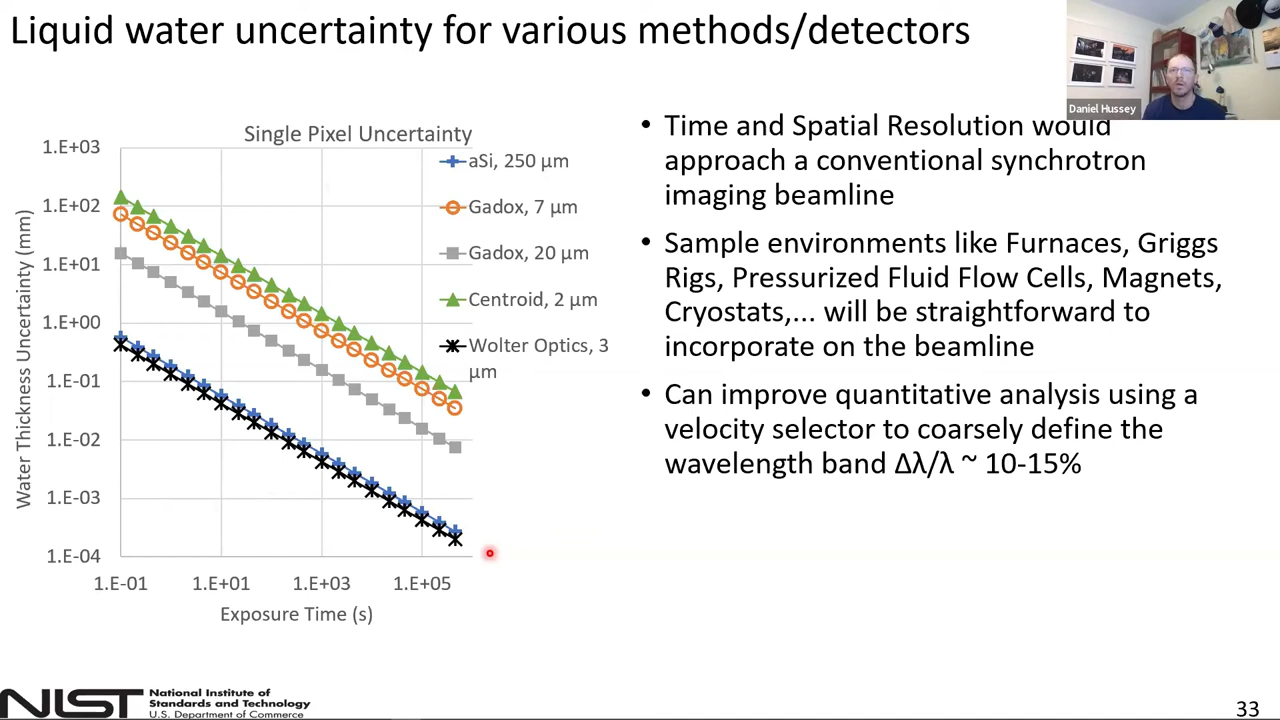 Liquid water uncertainty for various methods/detectors
Daniel Hussey
Single Pixel Uncertainty
1.E+03
1.E+02
1.E+01
1.E+00
1.E-01
1.E-02
1.E-03
1.E-04
Water Thickness Uncertainty (mm)
1.E-01
1.E+01
1.E+03
1.E+05
Exposure Time (s)
aSi, 250 µm
Gadox, 7 µm
Gadox, 20 µm
Centroid, 2 µm
Wolter Optics, 3
µm
• Time and Spatial Resolution would
approach a conventional synchrotron
imaging beamline
• Sample environments like Furnaces, Griggs
Rigs, Pressurized Fluid Flow Cells, Magnets,
Cryostats,... will be straightforward to
incorporate on the beamline
• Can improve quantitative analysis using a
velocity selector to coarsely define the
wavelength band Δλ/λ ~ 10-15%
NIST
National Institute of
Standards and Technology
U.S. Department of Commerce
33